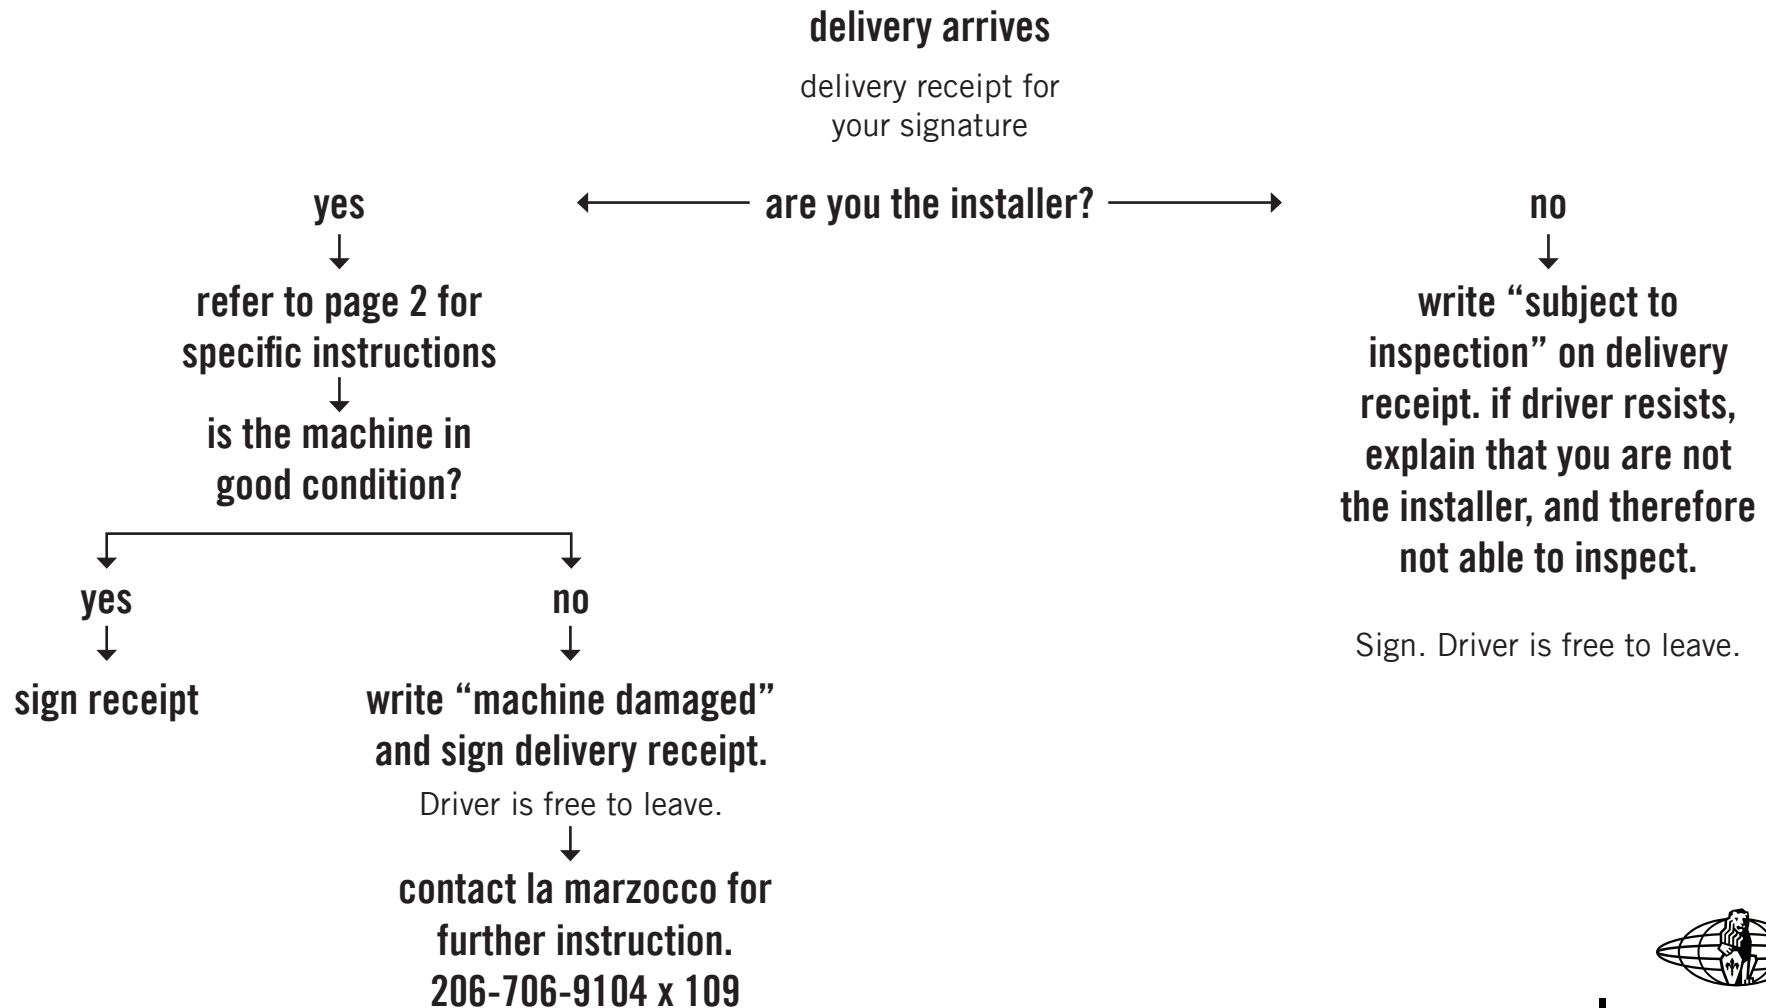 delivery arrives
delivery receipt for
your signature
yes
are you the installer?
no
refer to page 2 for
specific instructions
is the machine in
good condition?
yes
no
sign receipt
write “machine damaged”
and sign delivery receipt.
Driver is free to leave.
contact la marzocco for
further instruction.
206-706-9104 x 109
write “subject to
inspection” on delivery
receipt. if driver resists,
explain that you are not
the installer, and therefore
not able to inspect.
Sign. Driver is free to leave.